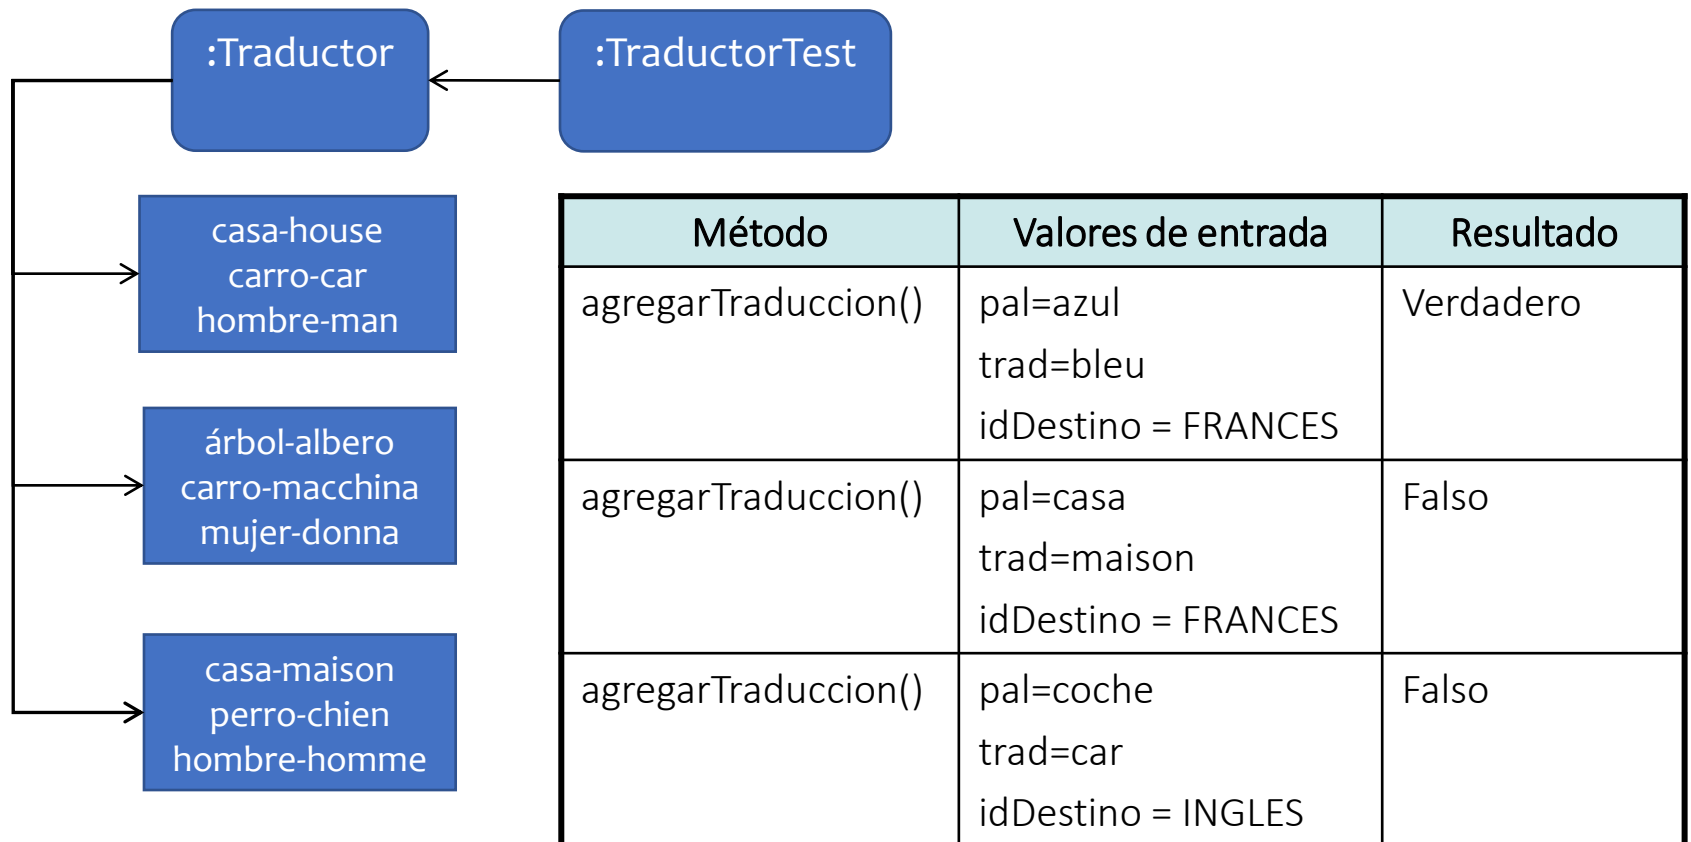 :Traductor
:TraductorTest
casa-house
carro-car
hombre-man
árbol-albero
carro-macchina
mujer-donna
casa-maison
perro-chien
hombre-homme
Método Valores de entrada Resultado
agregarTraduccion() pal=azul Verdadero
trad=bleu
idDestino = FRANCES
agregarTraduccion() pal=casa Falso
trad=maison
idDestino = FRANCES
agregarTraduccion() pal=coche Falso
trad=car
idDestino = INGLES